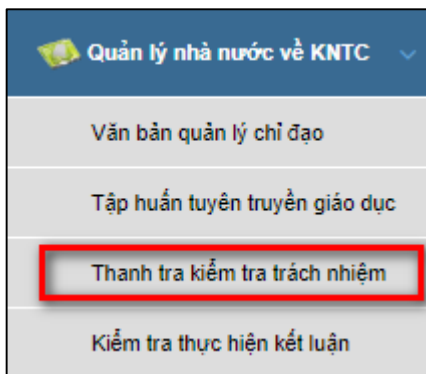 Quản lý nhà nước về KNTC
Văn bản quản lý chỉ đạo
Tập huấn tuyên truyền giáo dục
Thanh tra kiểm tra trách nhiệm
Kiểm tra thực hiện kết luận